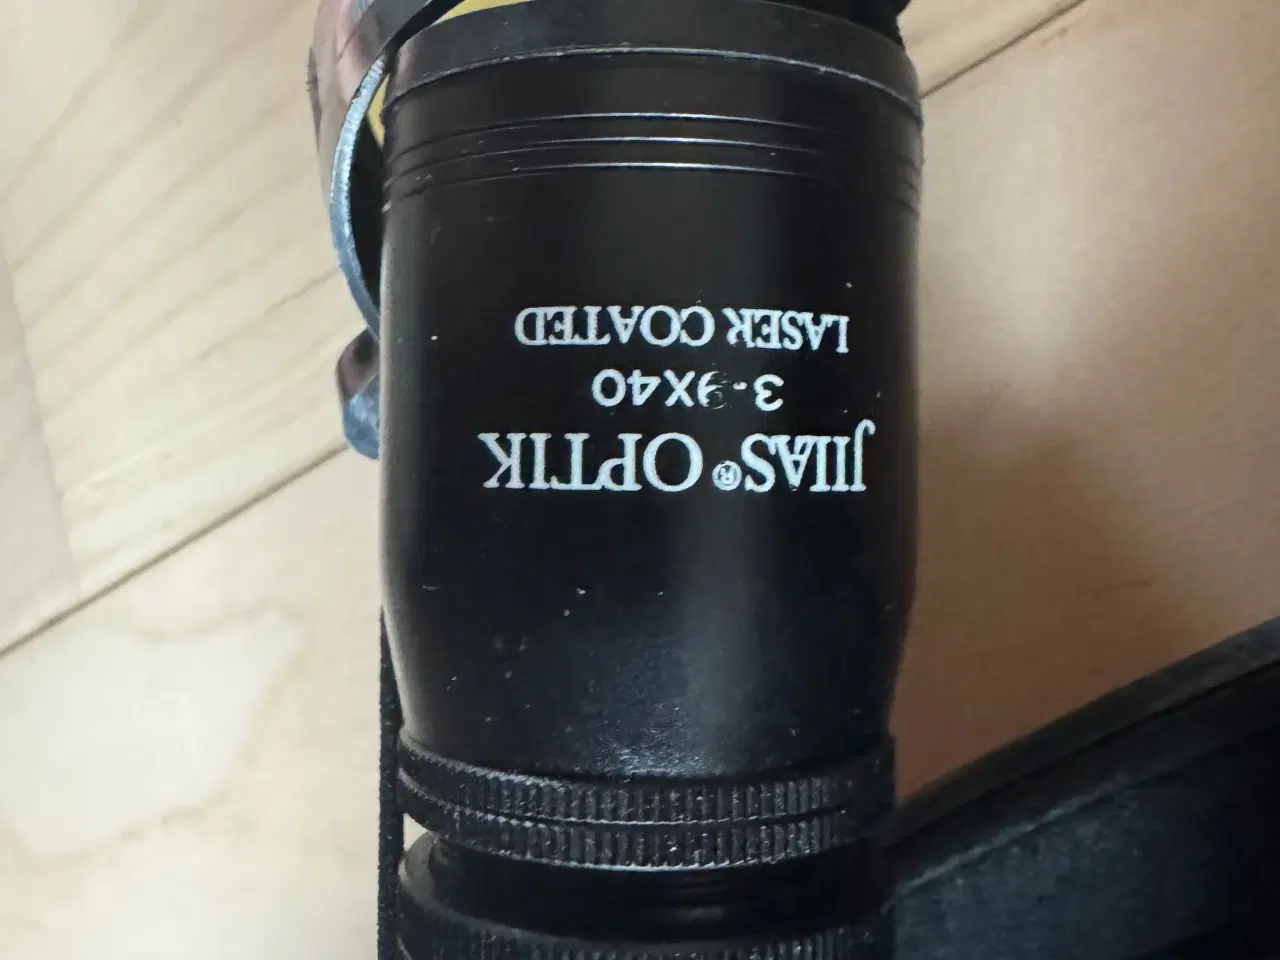 JIIAS® OPTIK
3-9X40
LASER COATED